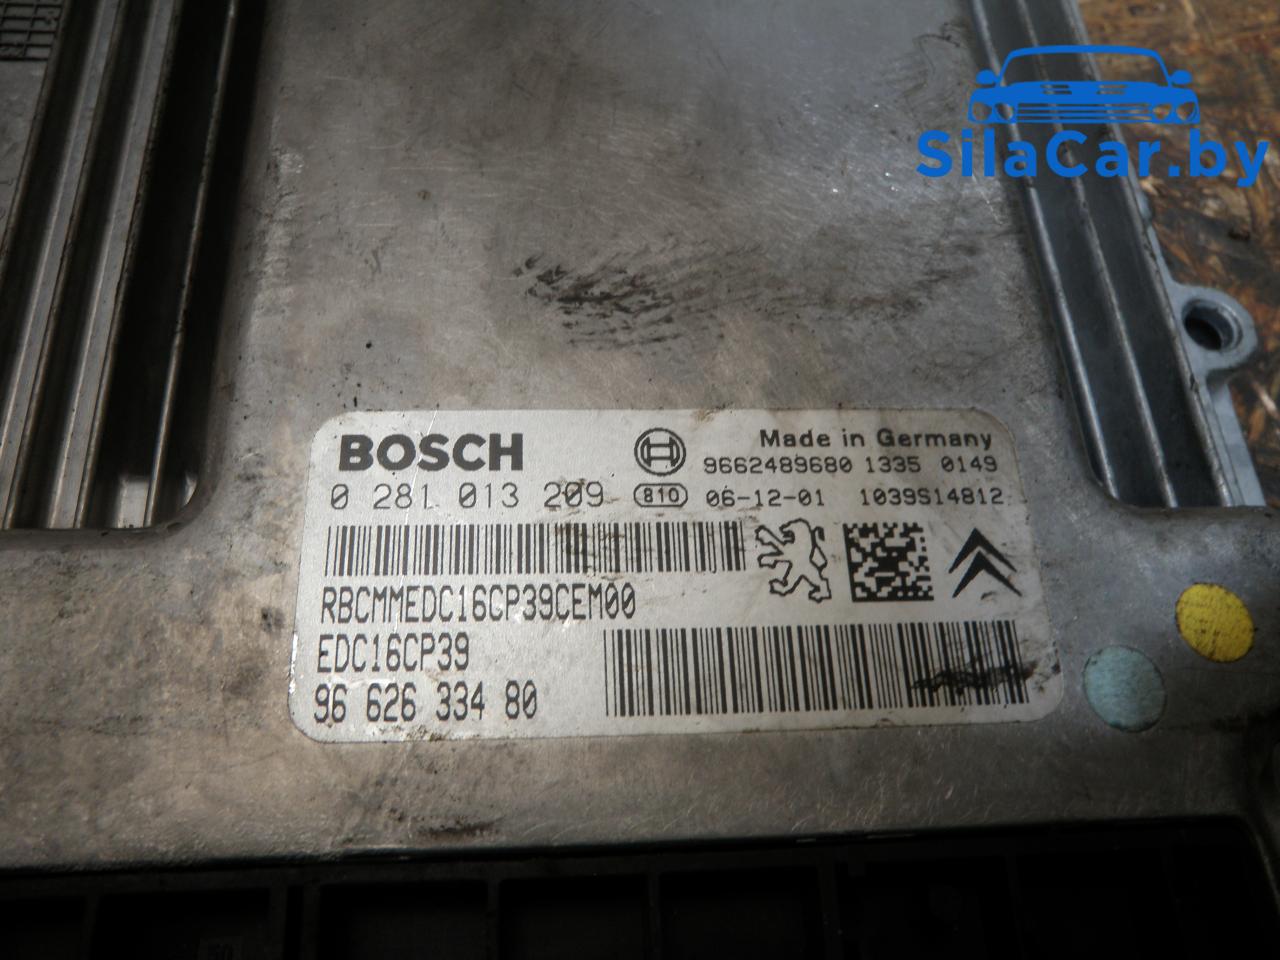 SilaCar.by
BOSCH
Made in Germany
9662489680 1335 0149
0 281 013 209 810 06-12-01 1039S14812
RBCMMEDC16CP39CEM00
EDC16CP39
96 626 334 80